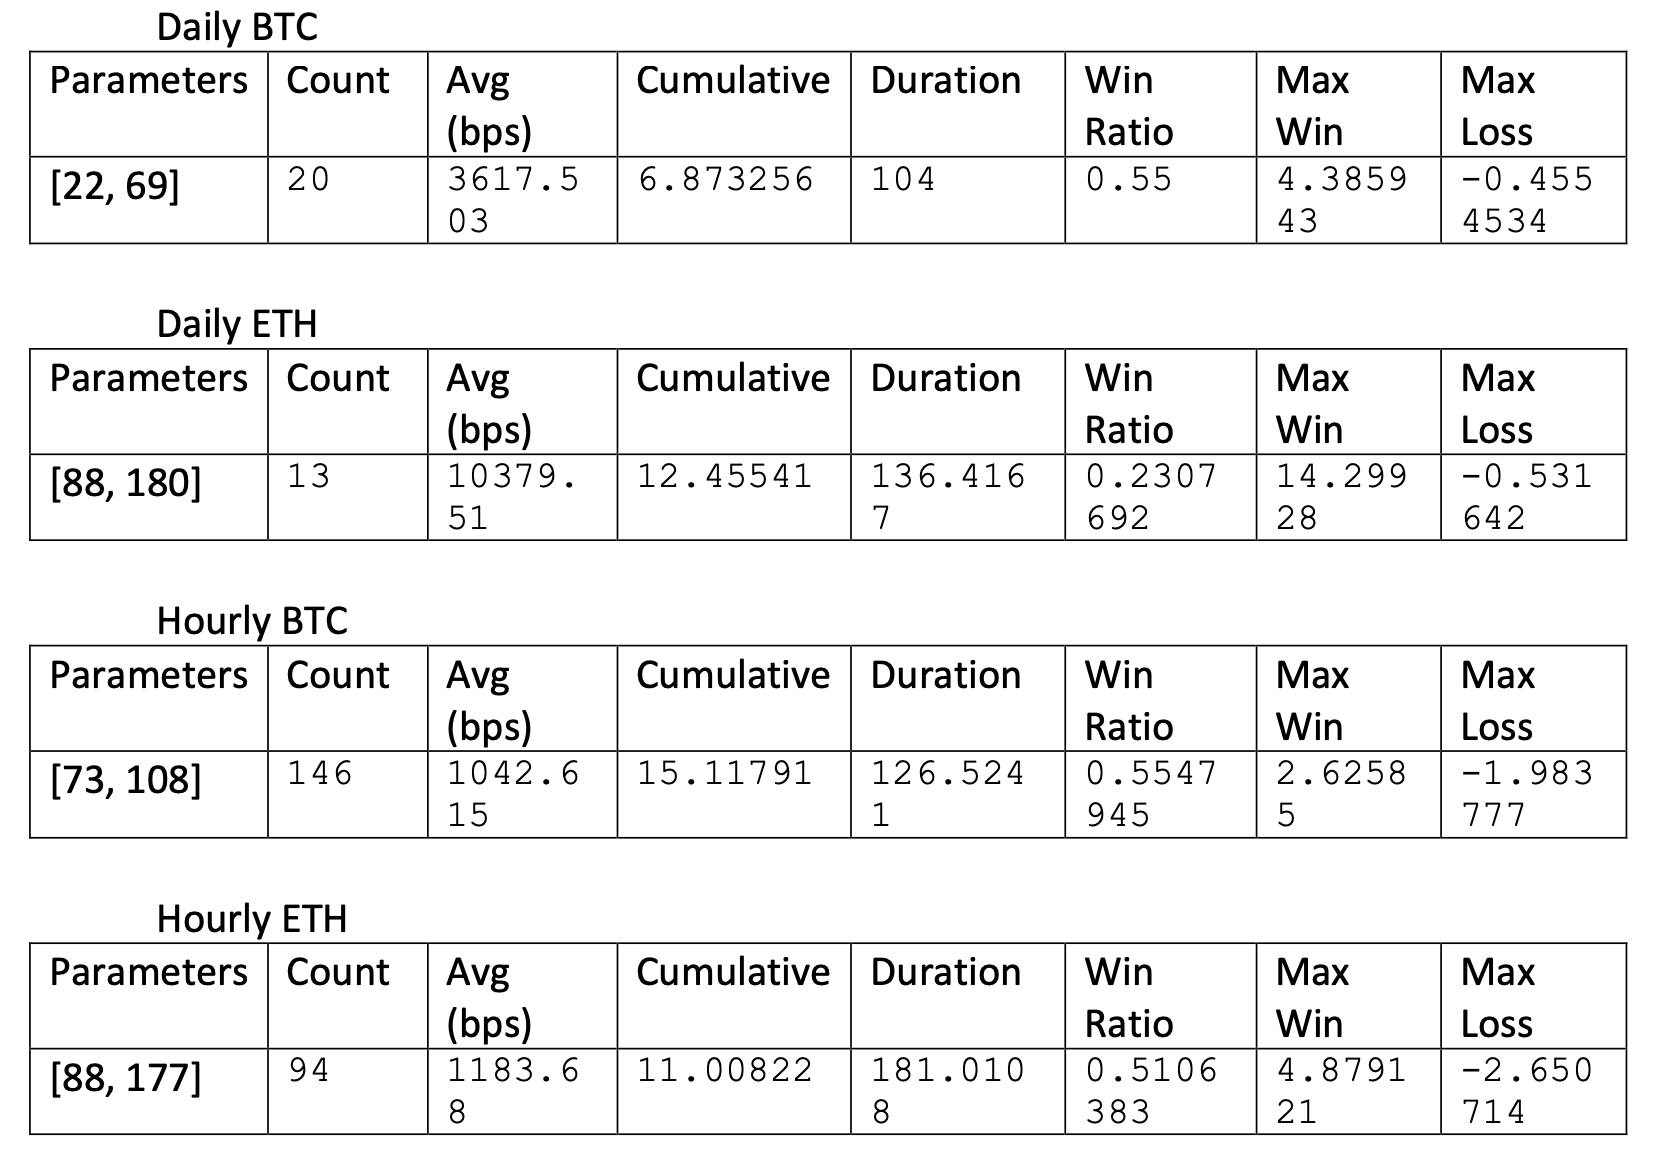 Daily BTC
Parameters Count Avg (bps) Cumulative Duration Win Ratio Max Win Max Loss
[22, 69] 20 3617.503 6.873256 104 0.55 4.385943 -0.4554534
Daily ETH
Parameters Count Avg (bps) Cumulative Duration Win Ratio Max Win Max Loss
[88, 180] 13 10379.51 12.45541 136.4167 0.2307692 14.29928 -0.531642
Hourly BTC
Parameters Count Avg (bps) Cumulative Duration Win Ratio Max Win Max Loss
[73, 108] 146 1042.615 15.11791 126.5241 0.5547945 2.62585 -1.983777
Hourly ETH
Parameters Count Avg (bps) Cumulative Duration Win Ratio Max Win Max Loss
[88, 177] 94 1183.68 11.00822 181.0108 0.5106383 4.879121 -2.650714